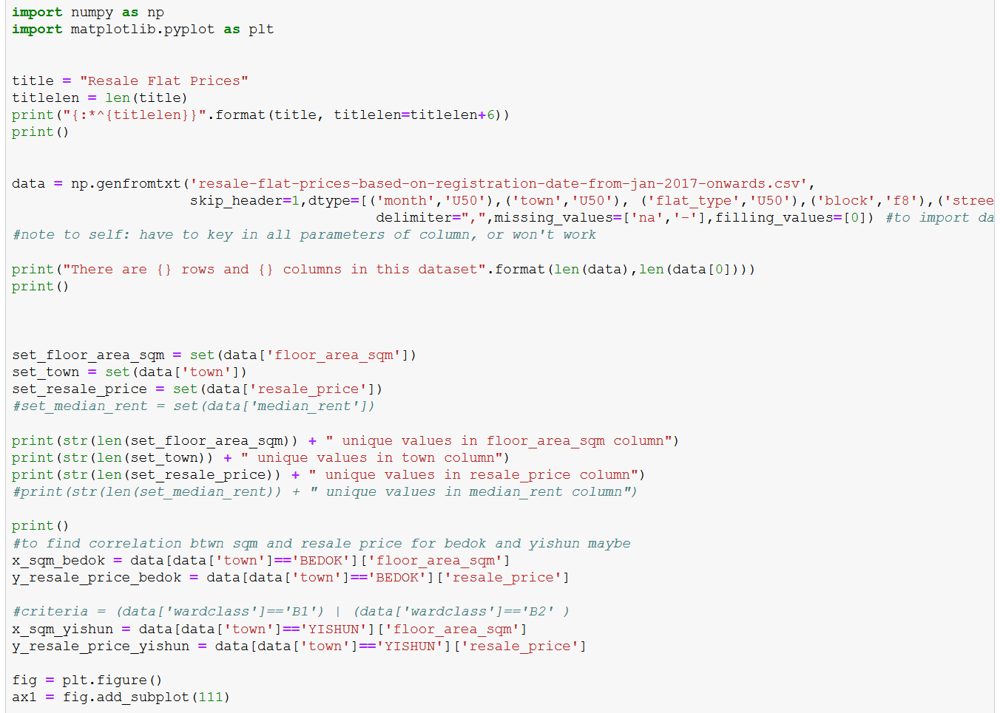 import numpy as np
import matplotlib.pyplot as plt
title = "Resale Flat Prices"
titlelen = len(title)
print("{:*^{titlelen}}".format(title, titlelen=titlelen+6))
print()
data = np.genfromtxt('resale-flat-prices-based-on-registration-date-from-jan-2017-onwards.csv',
skip_header=1,dtype=[('month','U50'),('town','U50'), ('flat_type','U50'),('block','f8'),('stree
delimiter=",",missing_values=['na','-'],filling_values=[0]) #to import da
#note to self: have to key in all parameters of column, or won't work
print("There are {} rows and {} columns in this dataset".format(len(data),len(data[0])))
print()
set_floor_area_sqm = set(data['floor_area_sqm'])
set_town = set(data['town'])
set_resale_price = set(data['resale_price'])
#set_median_rent = set(data['median_rent'])
print(str(len(set_floor_area_sqm)) + " unique values in floor_area_sqm column")
print(str(len(set_town)) + " unique values in town column")
print(str(len(set_resale_price)) + " unique values in resale_price column")
#print(str(len(set_median_rent)) + " unique values in median_rent column")
print()
#to find correlation btwn sqm and resale price for bedok and yishun maybe
x_sqm_bedok = data[data['town']=='BEDOK']['floor_area_sqm']
y_resale_price_bedok = data[data['town']=='BEDOK']['resale_price']
#criteria = (data['wardclass']=='B1') | (data['wardclass']=='B2' )
x_sqm_yishun = data[data['town']=='YISHUN']['floor_area_sqm']
y_resale_price_yishun = data[data['town']=='YISHUN']['resale_price']
fig = plt.figure()
ax1 = fig.add_subplot(111)